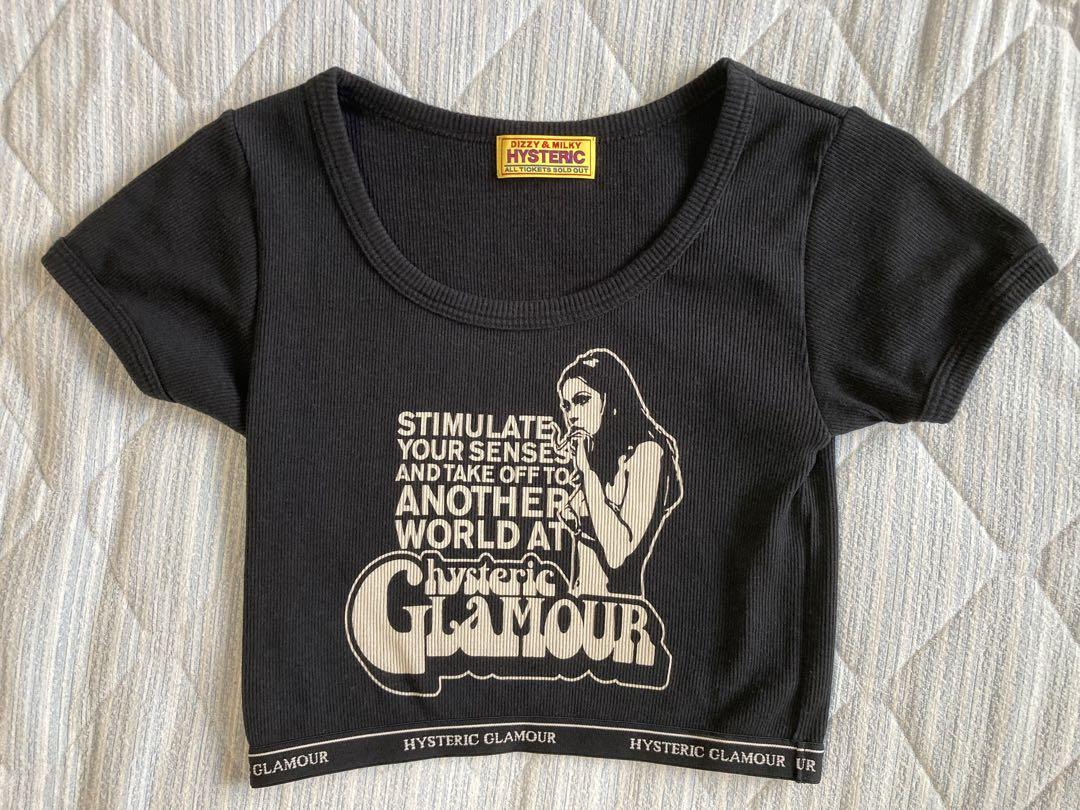 DIZZY & MILKY
HYSTERIC
ALL TICKETS SOLD OUT
STIMULATE
YOUR SENSES
AND TAKE OFF TO
ANOTHER
WORLD AT
hysteric
GLAMOUR
GLAMOUR HYSTERIC GLAMOUR HYSTERIC GLAMOUR UR